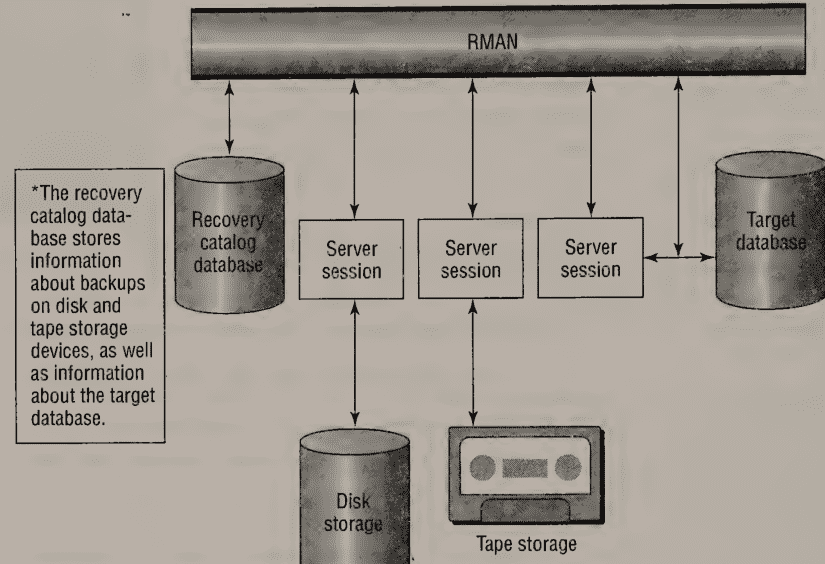 RMAN
*The recovery
catalog data-
base stores
information
about backups
on disk and
tape storage
devices, as well
as information
about the target
database.
Recovery
catalog
database
Server
session
Server
session
Server
session
Target
database
Disk
storage
Tape storage